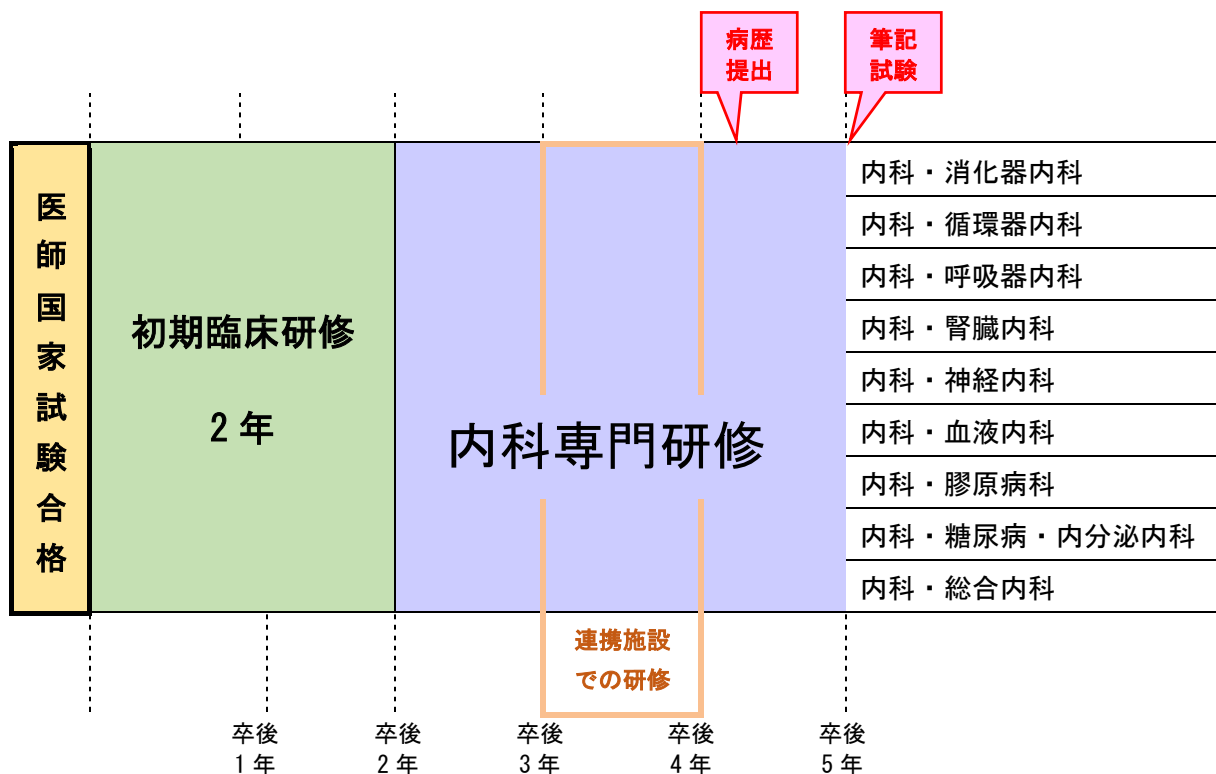 病歴
提出
筆記
試験
医師国家試験合格
初期臨床研修
2 年
内科専門研修
内科・消化器内科
内科・循環器内科
内科・呼吸器内科
内科・腎臓内科
内科・神経内科
内科・血液内科
内科・膠原病科
内科・糖尿病・内分泌内科
内科・総合内科
連携施設
での研修
卒後
1 年
卒後
2 年
卒後
3 年
卒後
4 年
卒後
5 年